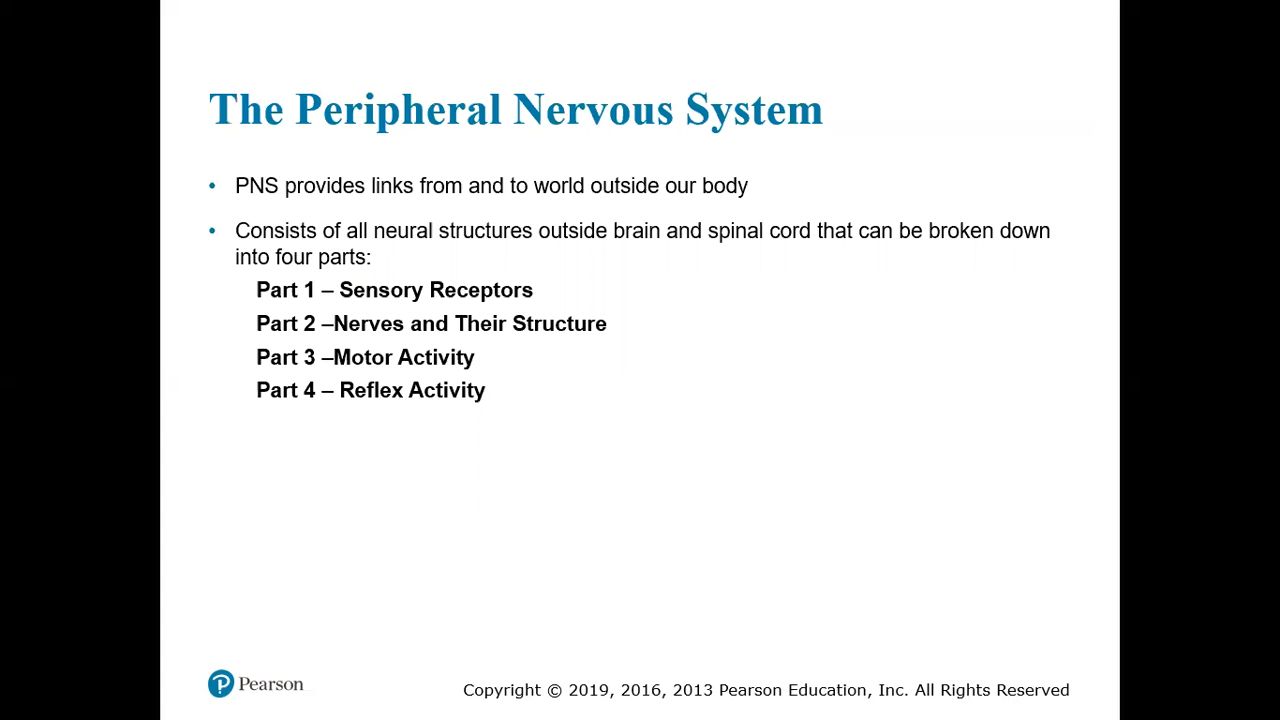 The Peripheral Nervous System
• PNS provides links from and to world outside our body
• Consists of all neural structures outside brain and spinal cord that can be broken down
into four parts:
Part 1 – Sensory Receptors
Part 2 –Nerves and Their Structure
Part 3 –Motor Activity
Part 4 – Reflex Activity
P Pearson
Copyright © 2019, 2016, 2013 Pearson Education, Inc. All Rights Reserved